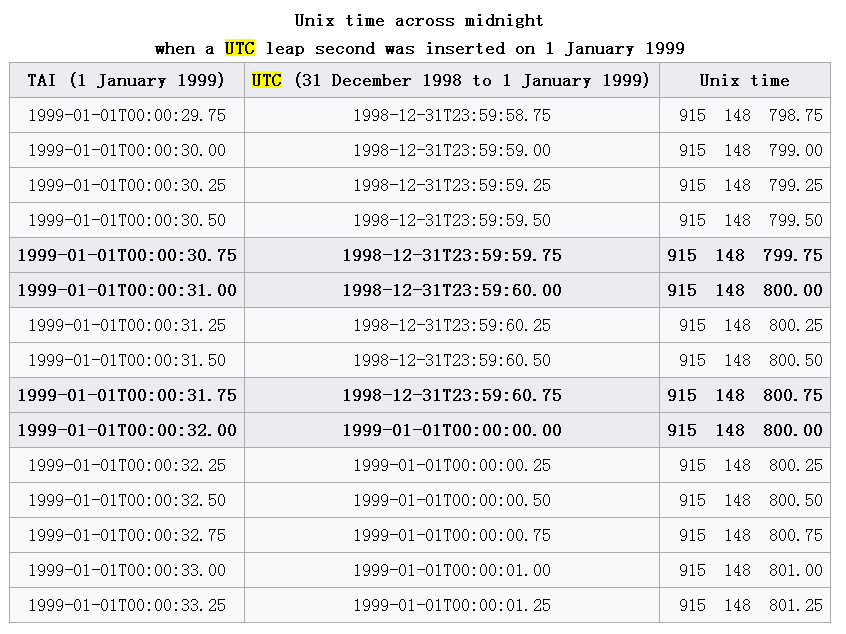 Unix time across midnight
when a UTC leap second was inserted on 1 January 1999
TAI (1 January 1999) UTC (31 December 1998 to 1 January 1999) Unix time
1999-01-01T00:00:29.75 1998-12-31T23:59:58.75 915 148 798.75
1999-01-01T00:00:30.00 1998-12-31T23:59:59.00 915 148 799.00
1999-01-01T00:00:30.25 1998-12-31T23:59:59.25 915 148 799.25
1999-01-01T00:00:30.50 1998-12-31T23:59:59.50 915 148 799.50
1999-01-01T00:00:30.75 1998-12-31T23:59:59.75 915 148 799.75
1999-01-01T00:00:31.00 1998-12-31T23:59:60.00 915 148 800.00
1999-01-01T00:00:31.25 1998-12-31T23:59:60.25 915 148 800.25
1999-01-01T00:00:31.50 1998-12-31T23:59:60.50 915 148 800.50
1999-01-01T00:00:31.75 1998-12-31T23:59:60.75 915 148 800.75
1999-01-01T00:00:32.00 1999-01-01T00:00:00.00 915 148 800.00
1999-01-01T00:00:32.25 1999-01-01T00:00:00.25 915 148 800.25
1999-01-01T00:00:32.50 1999-01-01T00:00:00.50 915 148 800.50
1999-01-01T00:00:32.75 1999-01-01T00:00:00.75 915 148 800.75
1999-01-01T00:00:33.00 1999-01-01T00:00:01.00 915 148 801.00
1999-01-01T00:00:33.25 1999-01-01T00:00:01.25 915 148 801.25